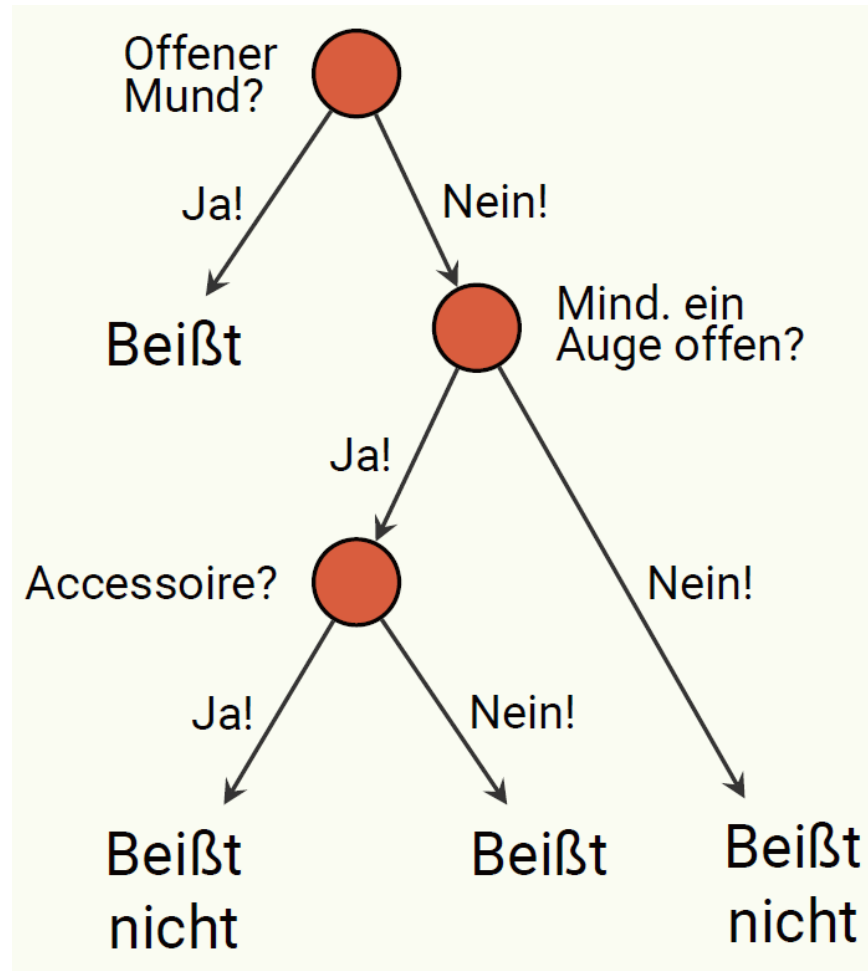 Offener
Mund?
Ja!
Nein!
Beißt
Mind. ein
Auge offen?
Ja!
Accessoire?
Nein!
Ja!
Nein!
Beißt
nicht
Beißt
Beißt
nicht